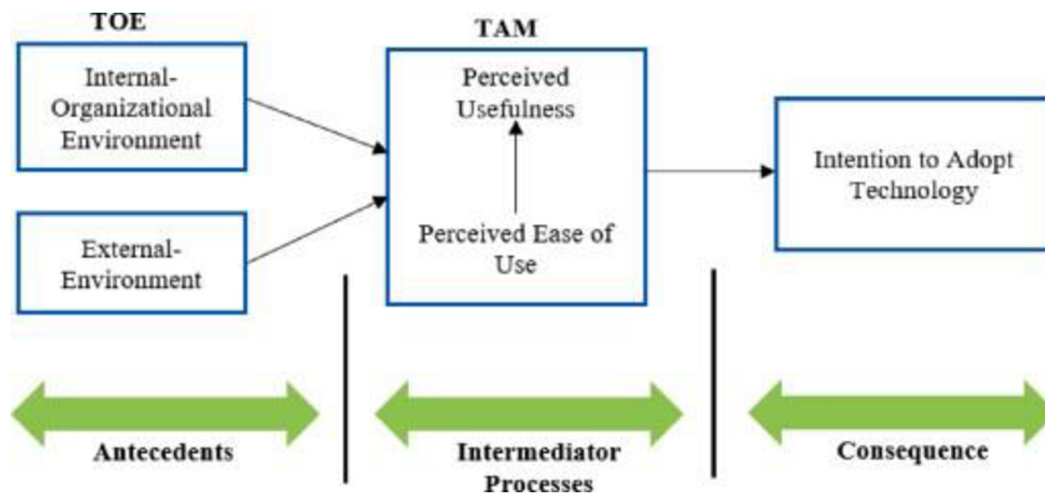 TOE
Internal-
Organizational
Environment
External-
Environment
TAM
Perceived
Usefulness
Perceived Ease of
Use
Intention to Adopt
Technology
Antecedents
Intermediator
Processes
Consequence